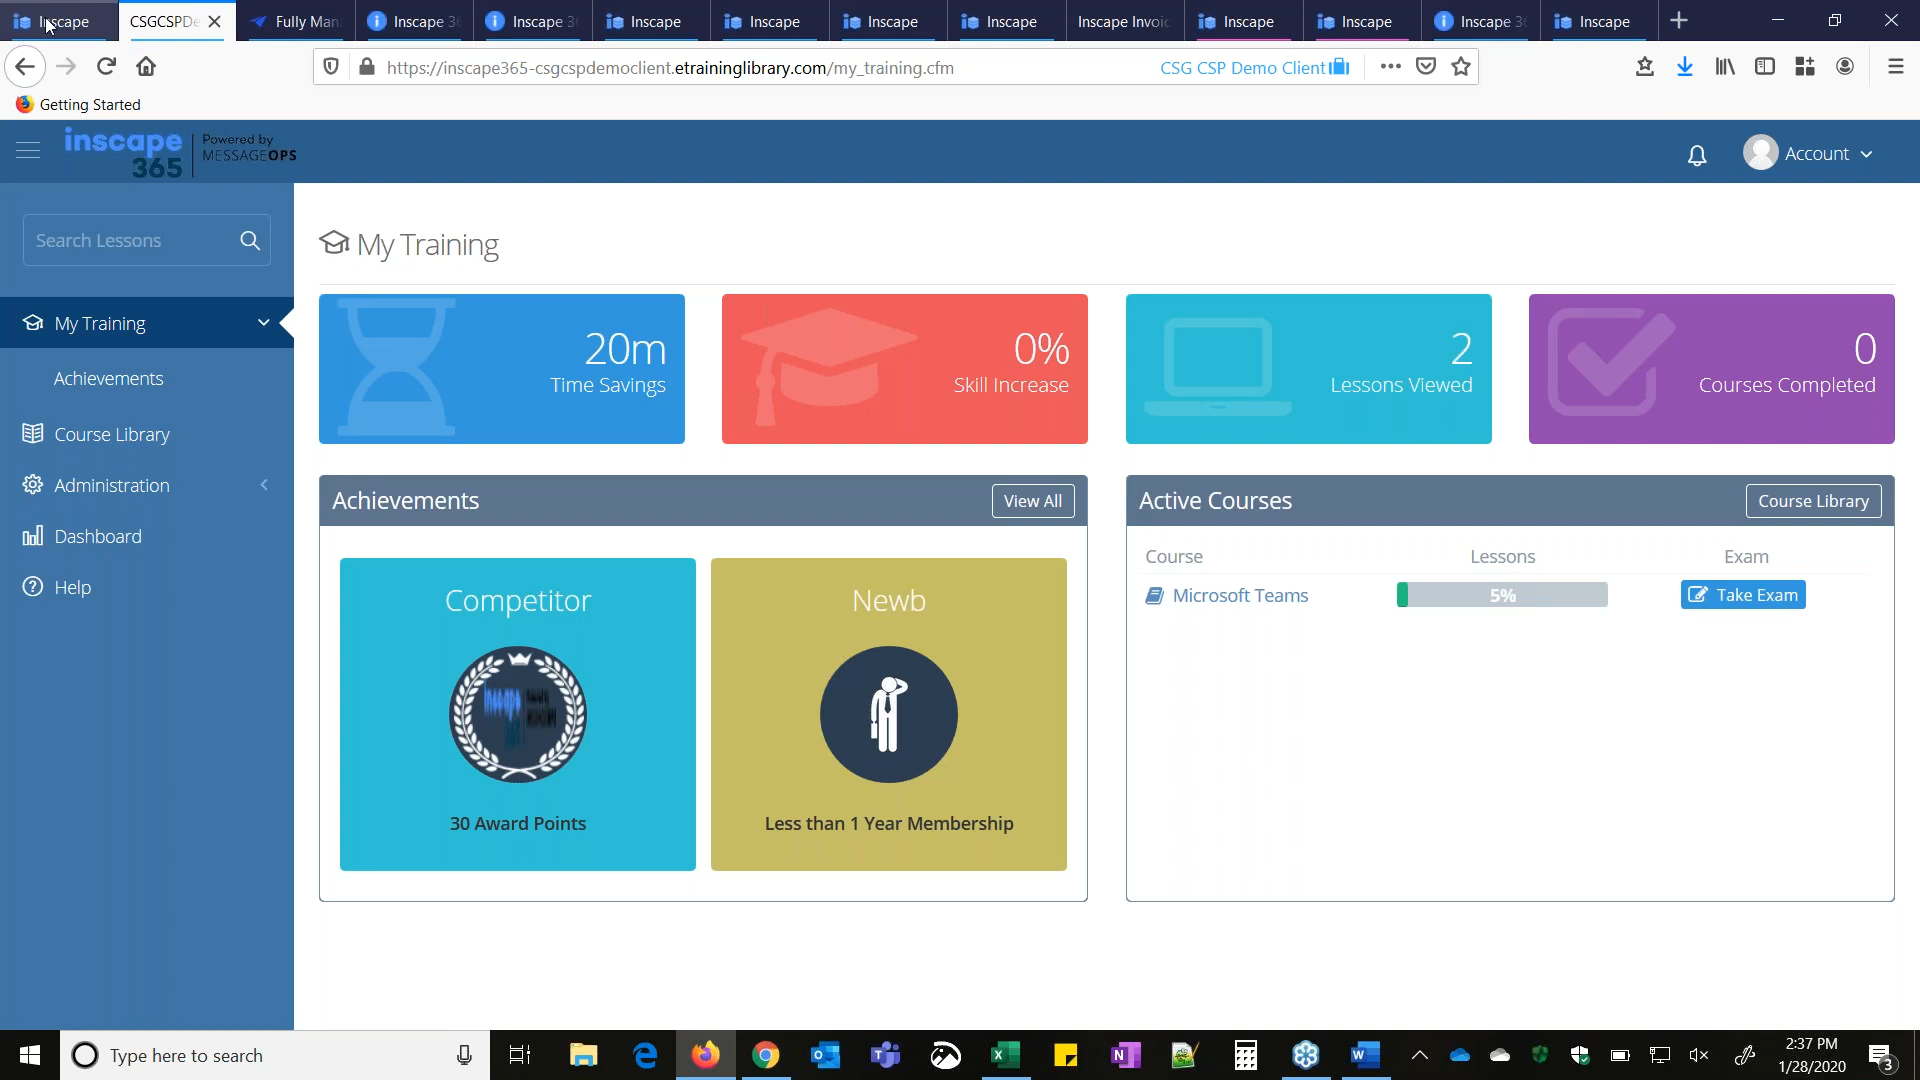 Inscape
CSGCSPDe
Fully Man
Inscape 36
Inscape 3
Inscape
Inscape
Inscape
Inscape
Inscape Invoic
Inscape
Inscape
Inscape 36
Inscape
https://inscape365-csgcspdemoclient.etraininglibrary.com/my_training.cfm
CSG CSP Demo Client
Getting Started
inscape
365
Powered by
MESSAGEOPS
Account
Search Lessons
My Training
Achievements
Course Library
Administration
Dashboard
Help
My Training
20m
Time Savings
0%
Skill Increase
2
Lessons Viewed
0
Courses Completed
Achievements
View All
Competitor
inscape
30 Award Points
Newb
Less than 1 Year Membership
Active Courses
Course Library
Course Lessons Exam
Microsoft Teams 5% Take Exam
Type here to search
2:37 PM
1/28/2020
3